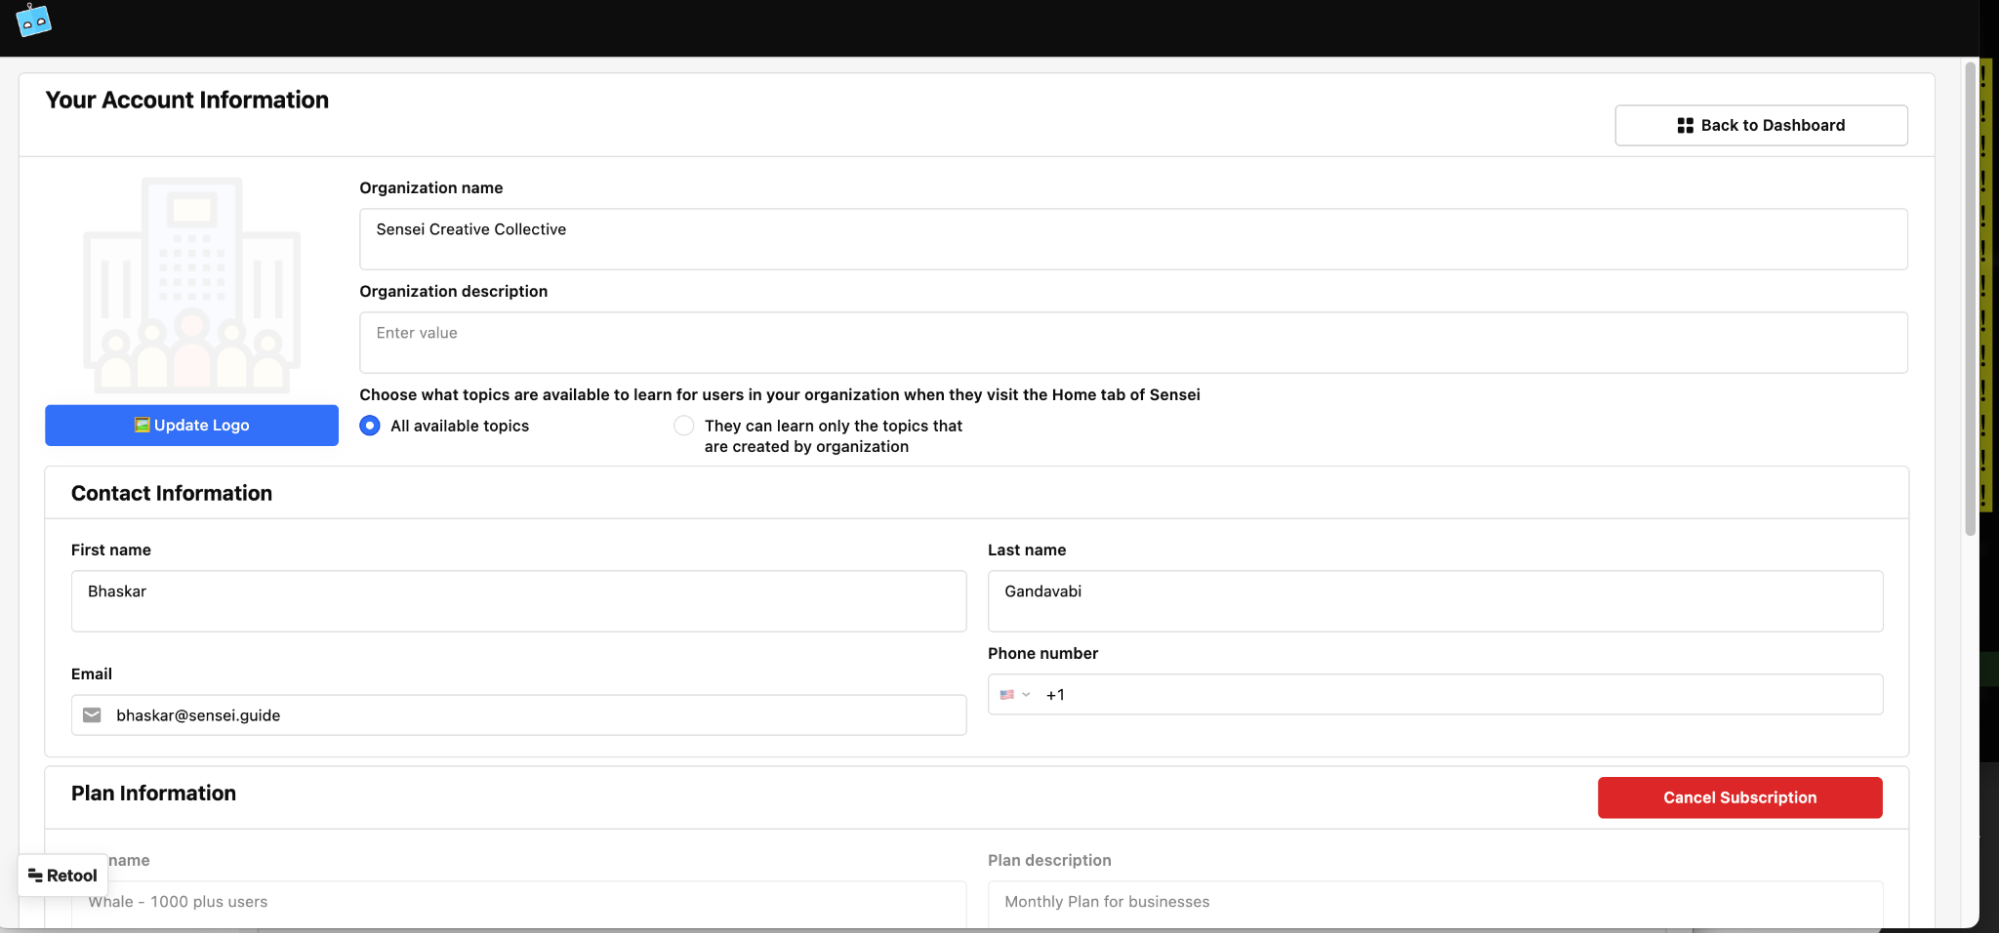 Your Account Information
Back to Dashboard
Organization name
Sensei Creative Collective
Organization description
Enter value
Choose what topics are available to learn for users in your organization when they visit the Home tab of Sensei
Update Logo
All available topics
They can learn only the topics that
are created by organization
Contact Information
First name
Last name
Bhaskar
Gandavabi
Phone number
Email
+1
bhaskar@sensei.guide
Plan Information
Cancel Subscription
name
Plan description
Retool
Whale - 1000 plus users
Monthly Plan for businesses